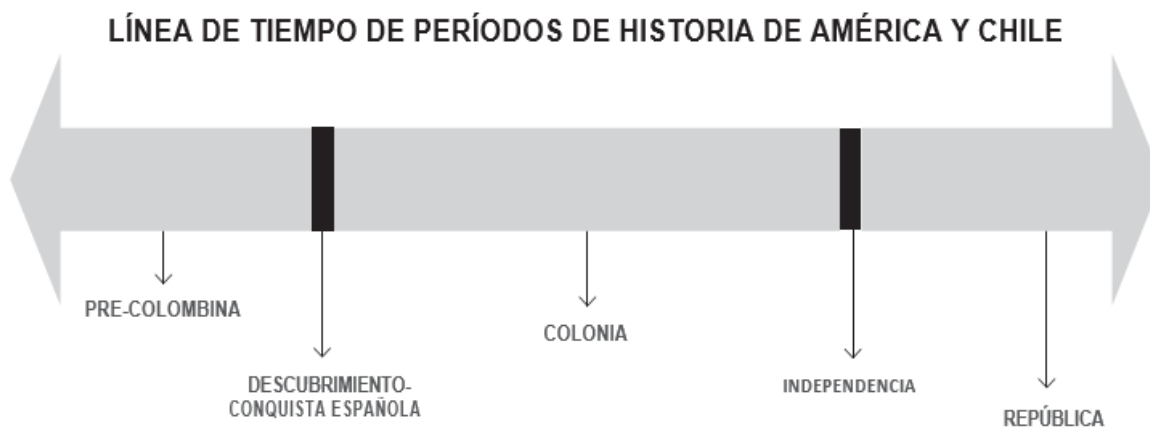 LÍNEA DE TIEMPO DE PERÍODOS DE HISTORIA DE AMÉRICA Y CHILE
PRE-COLOMBINA
DESCUBRIMIENTO-
CONQUISTA ESPAÑOLA
COLONIA
INDEPENDENCIA
REPÚBLICA